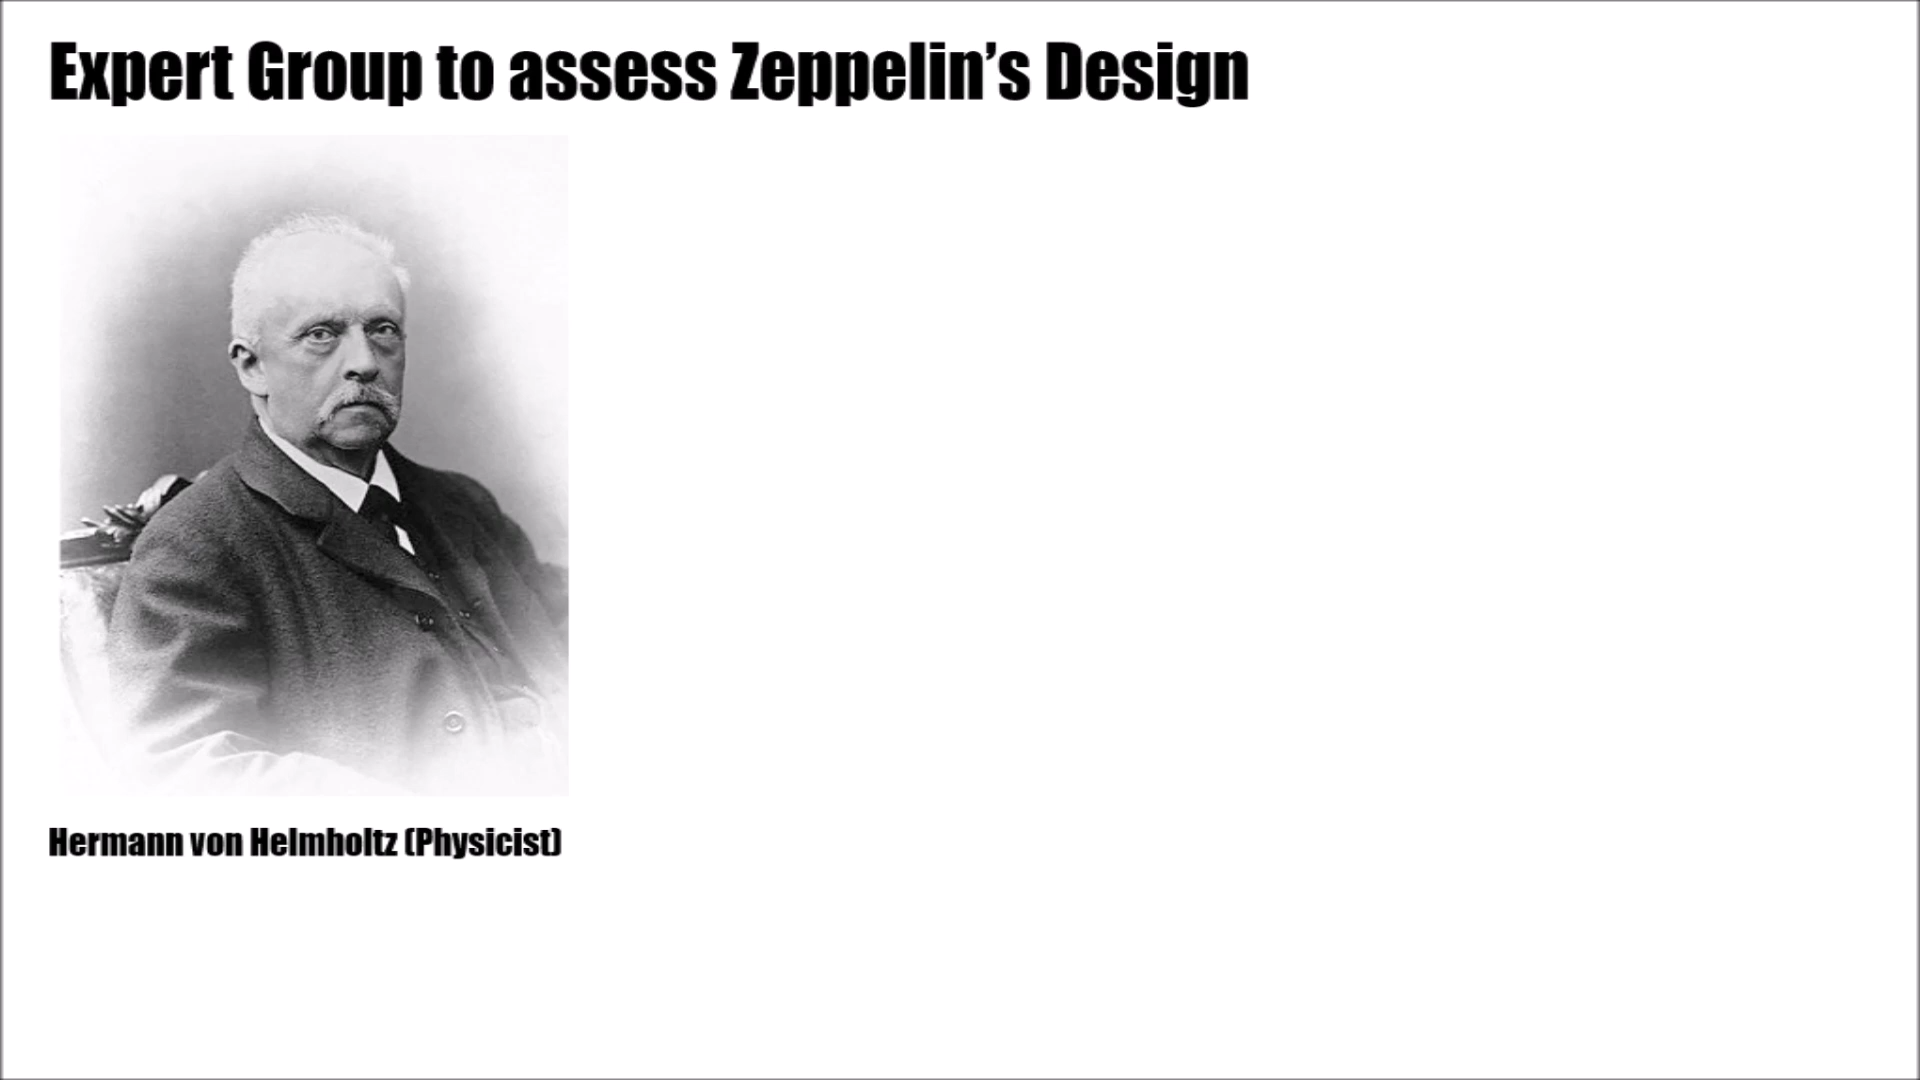 Expert Group to assess Zeppelin’s Design
Hermann von Helmholtz (Physicist)